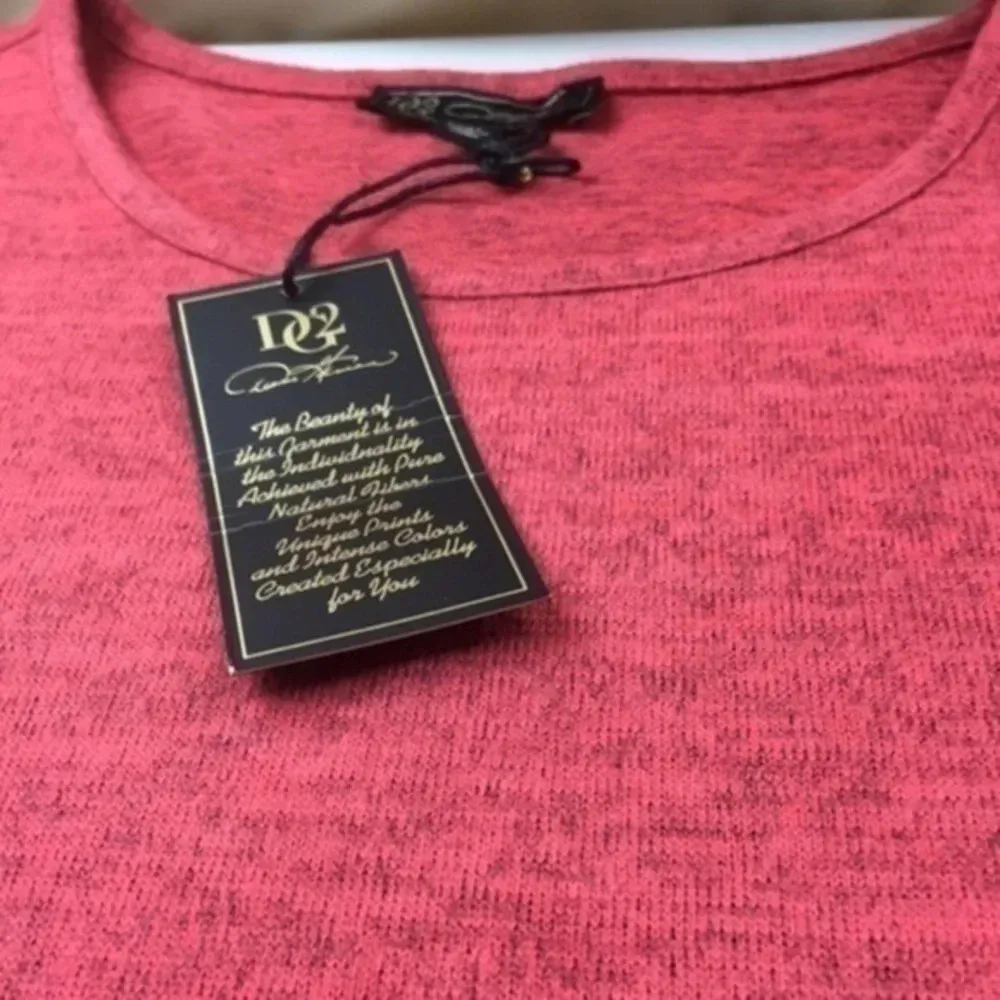 DG2
The Beauty of
this Garment is in
the Individuality
Achieved with Pure
Natural Fibers
Enjoy the
Unique Prints
and Intense Colors
Created Especially
for You